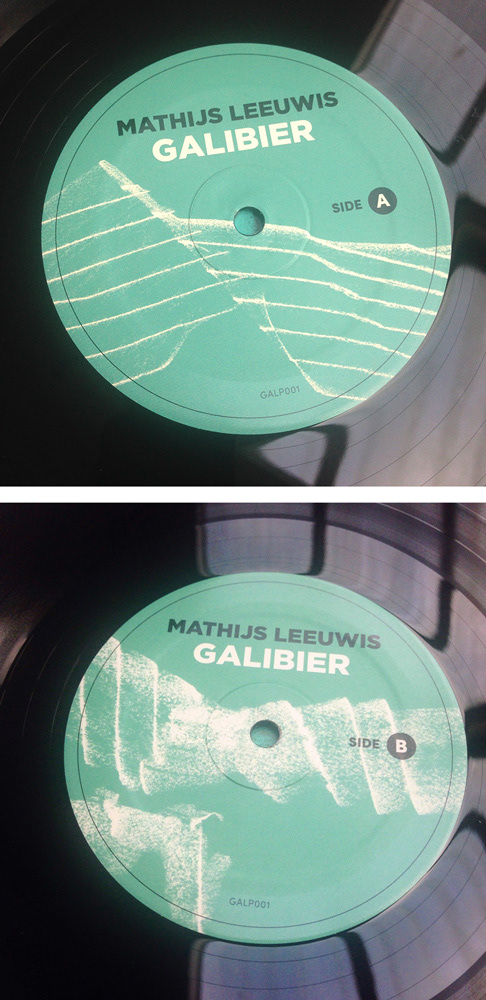 MATHIJS LEEUWIS
GALIBIER
SIDE A
GALP001
MATHIJS LEEUWIS
GALIBIER
SIDE B
GALP001